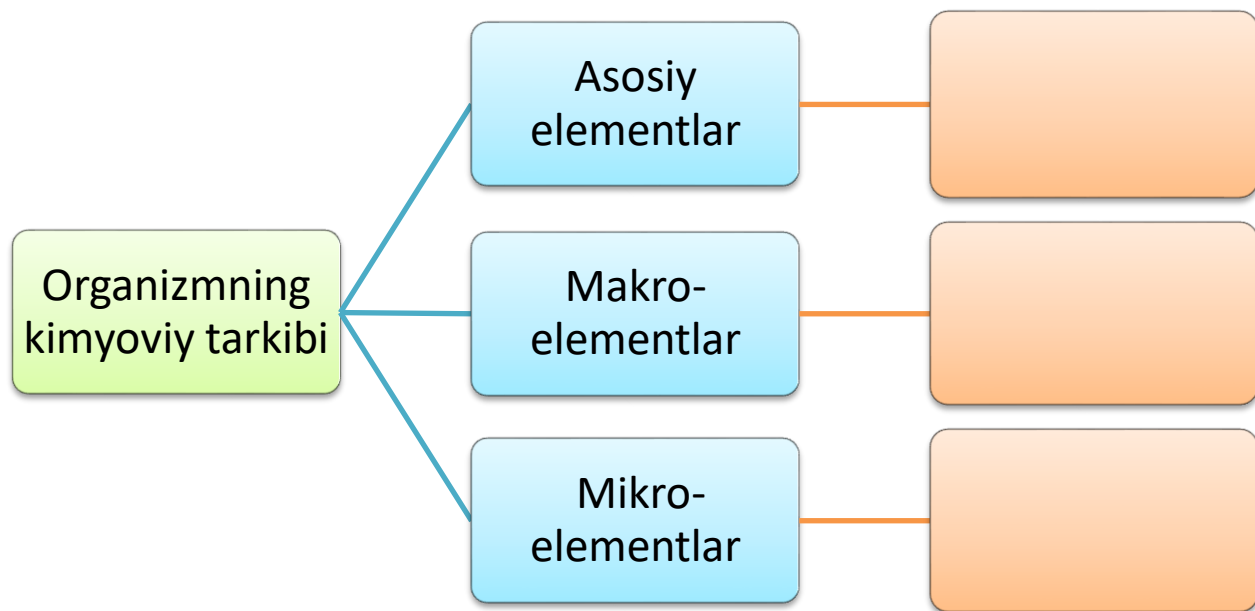 Organizmning
kimyoviy tarkibi
Asosiy
elementlar
Makro-
elementlar
Mikro-
elementlar